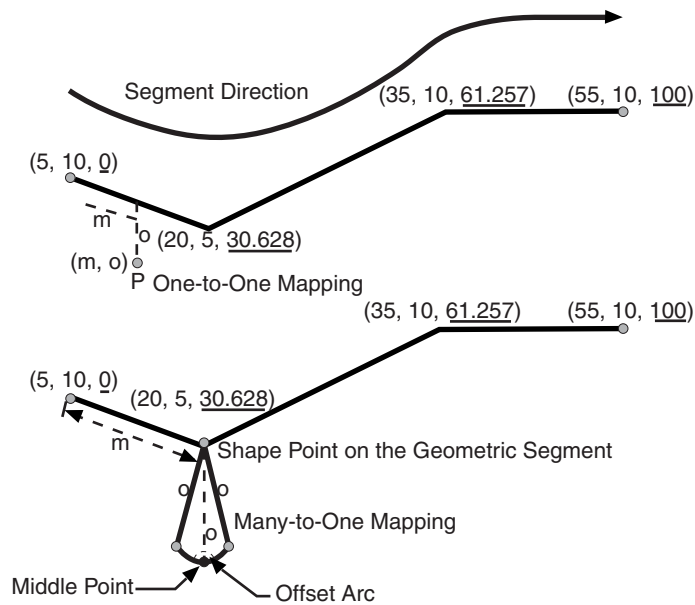 Segment Direction
(35, 10, 61.257) (55, 10, 100)
(5, 10, 0)
m
o
(20, 5, 30.628)
(m, o)
P
One-to-One Mapping
(35, 10, 61.257) (55, 10, 100)
(5, 10, 0)
(20, 5, 30.628)
m
Shape Point on the Geometric Segment
o o
Many-to-One Mapping
o
Middle Point
Offset Arc